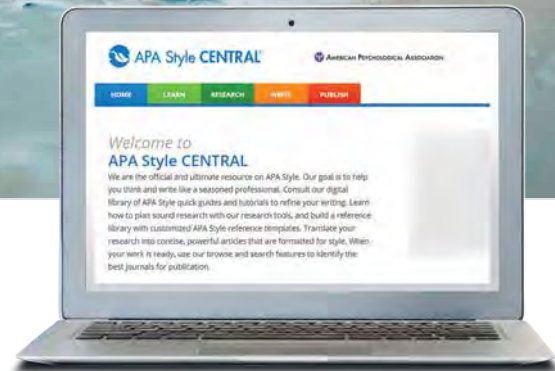 APA Style CENTRAL®
AMERICAN PSYCHOLOGICAL ASSOCIATION
HOME LEARN RESEARCH WRITE PUBLISH
Welcome to
APA Style CENTRAL
We are the official and ultimate resource on APA Style. Our goal is to help
you think and write like a seasoned professional. Consult our digital
library of APA Style quick guides and tutorials to refine your writing. Learn
how to plan sound research with our research tools, and build a reference
library with customized APA Style reference templates. Translate your
research into concise, powerful articles that are formatted for style. When
your work is ready, use our browse and search features to identify the
best journals for publication.